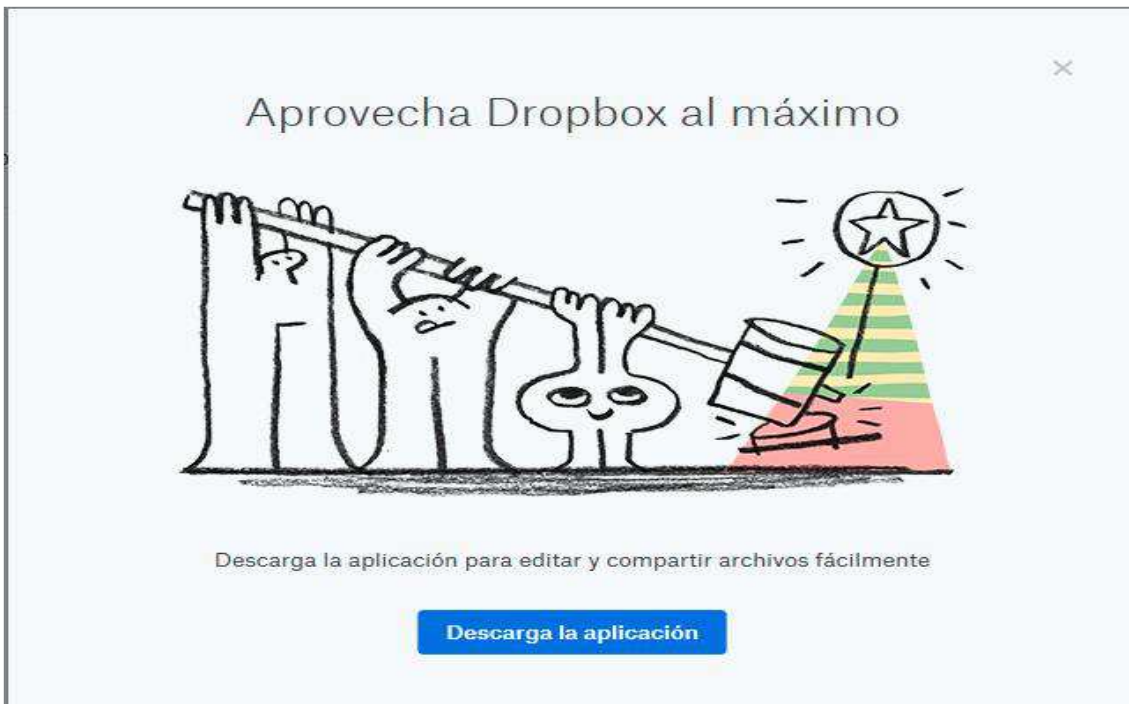 Aprovecha Dropbox al máximo
Descarga la aplicación para editar y compartir archivos fácilmente
Descarga la aplicación